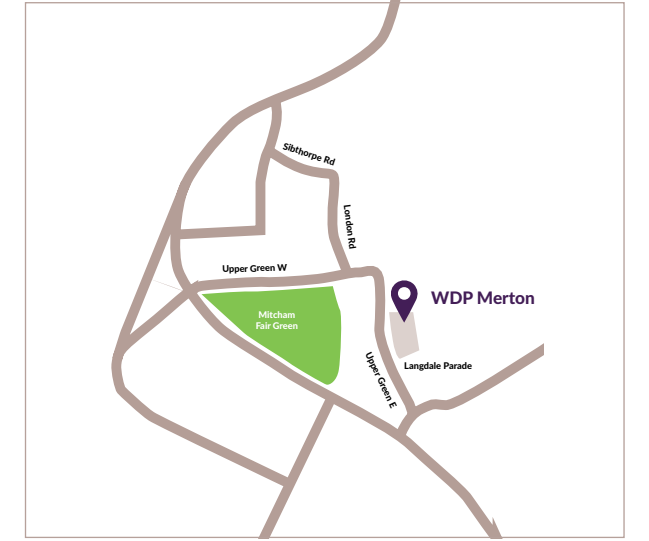 Sibthorpe Rd
London Rd
Upper Green W
WDP Merton
Mitcham
Fair Green
Upper Green E
Langdale Parade